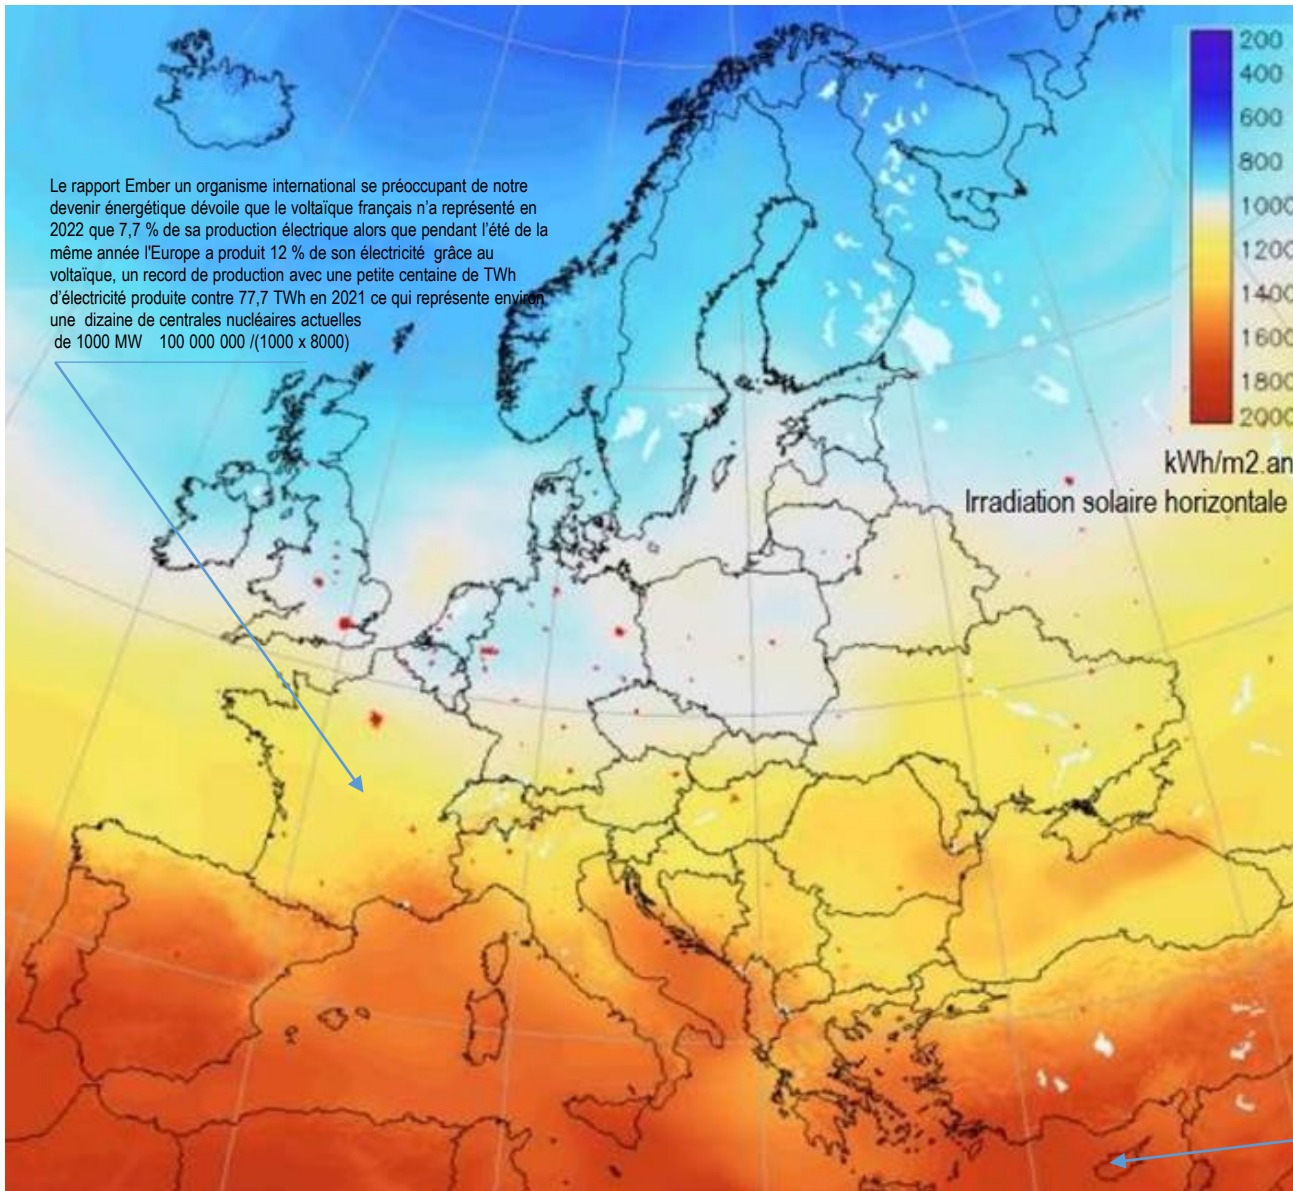 Le rapport Ember un organisme international se préoccupant de notre
devenir énergétique dévoile que le voltaïque français n’a représenté en
2022 que 7,7 % de sa production électrique alors que pendant l’été de la
même année l'Europe a produit 12 % de son électricité grâce au
voltaïque, un record de production avec une petite centaine de TWh
d’électricité produite contre 77,7 TWh en 2021 ce qui représente environ
une dizaine de centrales nucléaires actuelles
de 1000 MW 100 000 000 /(1000 x 8000)
200
400
600
800
1000
1200
1400
1600
1800
2000
kWh/m2.an
Irradiation solaire horizontale